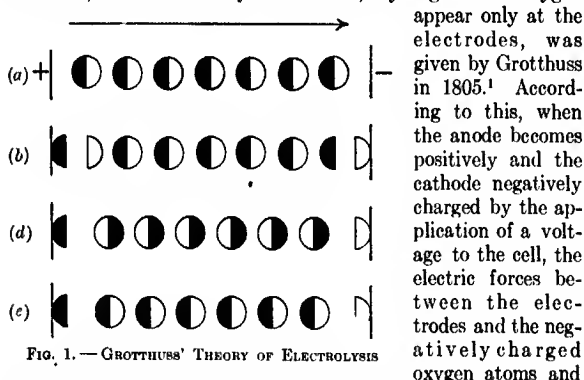 appear only at the
electrodes, was
given by Grotthuss
in 1805.¹ Accord-
ing to this, when
the anode becomes
positively and the
cathode negatively
charged by the ap-
plication of a volt-
age to the cell, the
electric forces be-
tween the elec-
trodes and the neg-
atively charged
oxygen atoms and
(a) + −
(b)
(d)
(e)
Fig. 1. — Grotthuss' Theory of Electrolysis